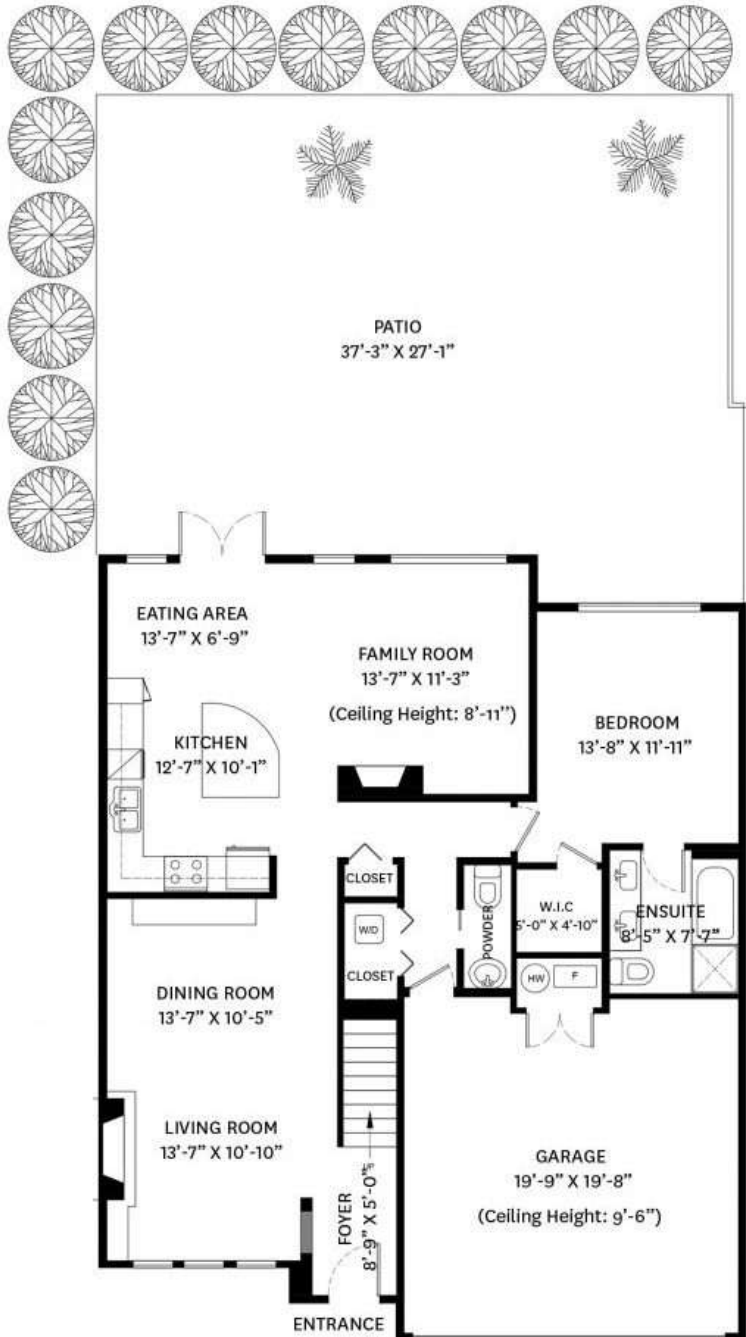 PATIO
37'-3" X 27'-1"
EATING AREA
13'-7" X 6'-9"
FAMILY ROOM
13'-7" X 11'-3"
(Ceiling Height: 8'-11")
KITCHEN
12'-7" X 10'-1"
BEDROOM
13'-8" X 11'-11"
CLOSET
W/D
CLOSET
POWDER
W.I.C
5'-0" X 4'-10"
ENSUITE
8'-5" X 7'-7"
HW
F
DINING ROOM
13'-7" X 10'-5"
LIVING ROOM
13'-7" X 10'-10"
UP
FOYER
8'-9" X 5'-0"
GARAGE
19'-9" X 19'-8"
(Ceiling Height: 9'-6")
ENTRANCE